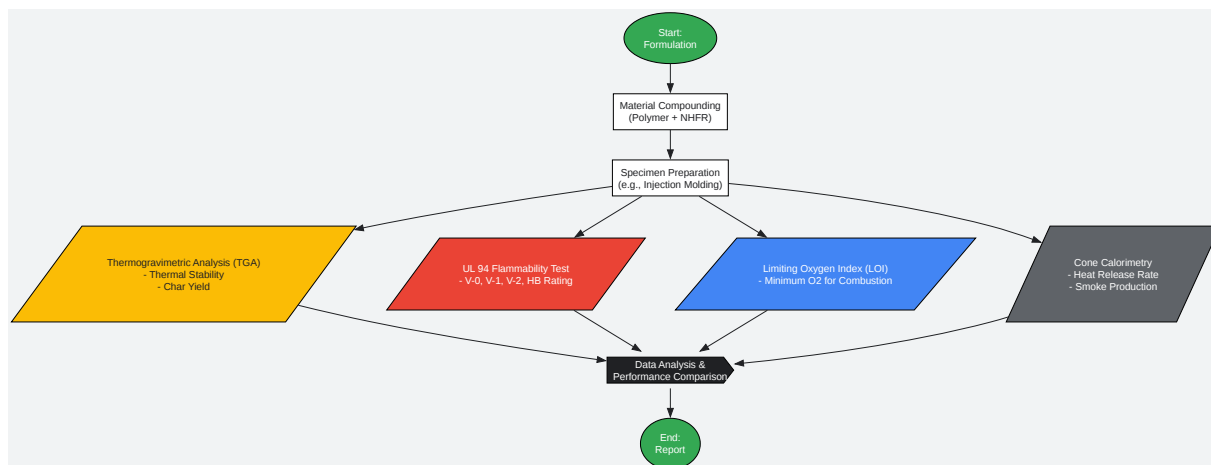 Start:
Formulation
Material Compounding
(Polymer + NHFR)
Specimen Preparation
(e.g., Injection Molding)
Thermogravimetric Analysis (TGA)
- Thermal Stability
- Char Yield
UL 94 Flammability Test
- V-0, V-1, V-2, HB Rating
Limiting Oxygen Index (LOI)
- Minimum O2 for Combustion
Cone Calorimetry
- Heat Release Rate
- Smoke Production
Data Analysis &
Performance Comparison
End:
Report